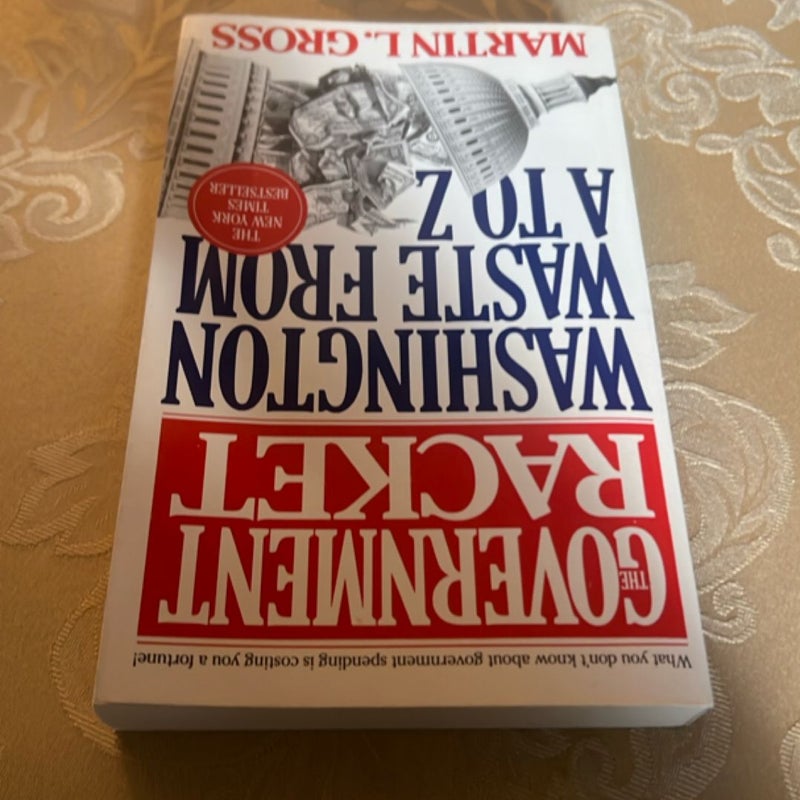 What you don't know about government spending is costing you a fortune!
THE
GOVERNMENT
RACKET
WASHINGTON
WASTE FROM
A TO Z
THE
NEW YORK
TIMES
BESTSELLER
MARTIN L. GROSS